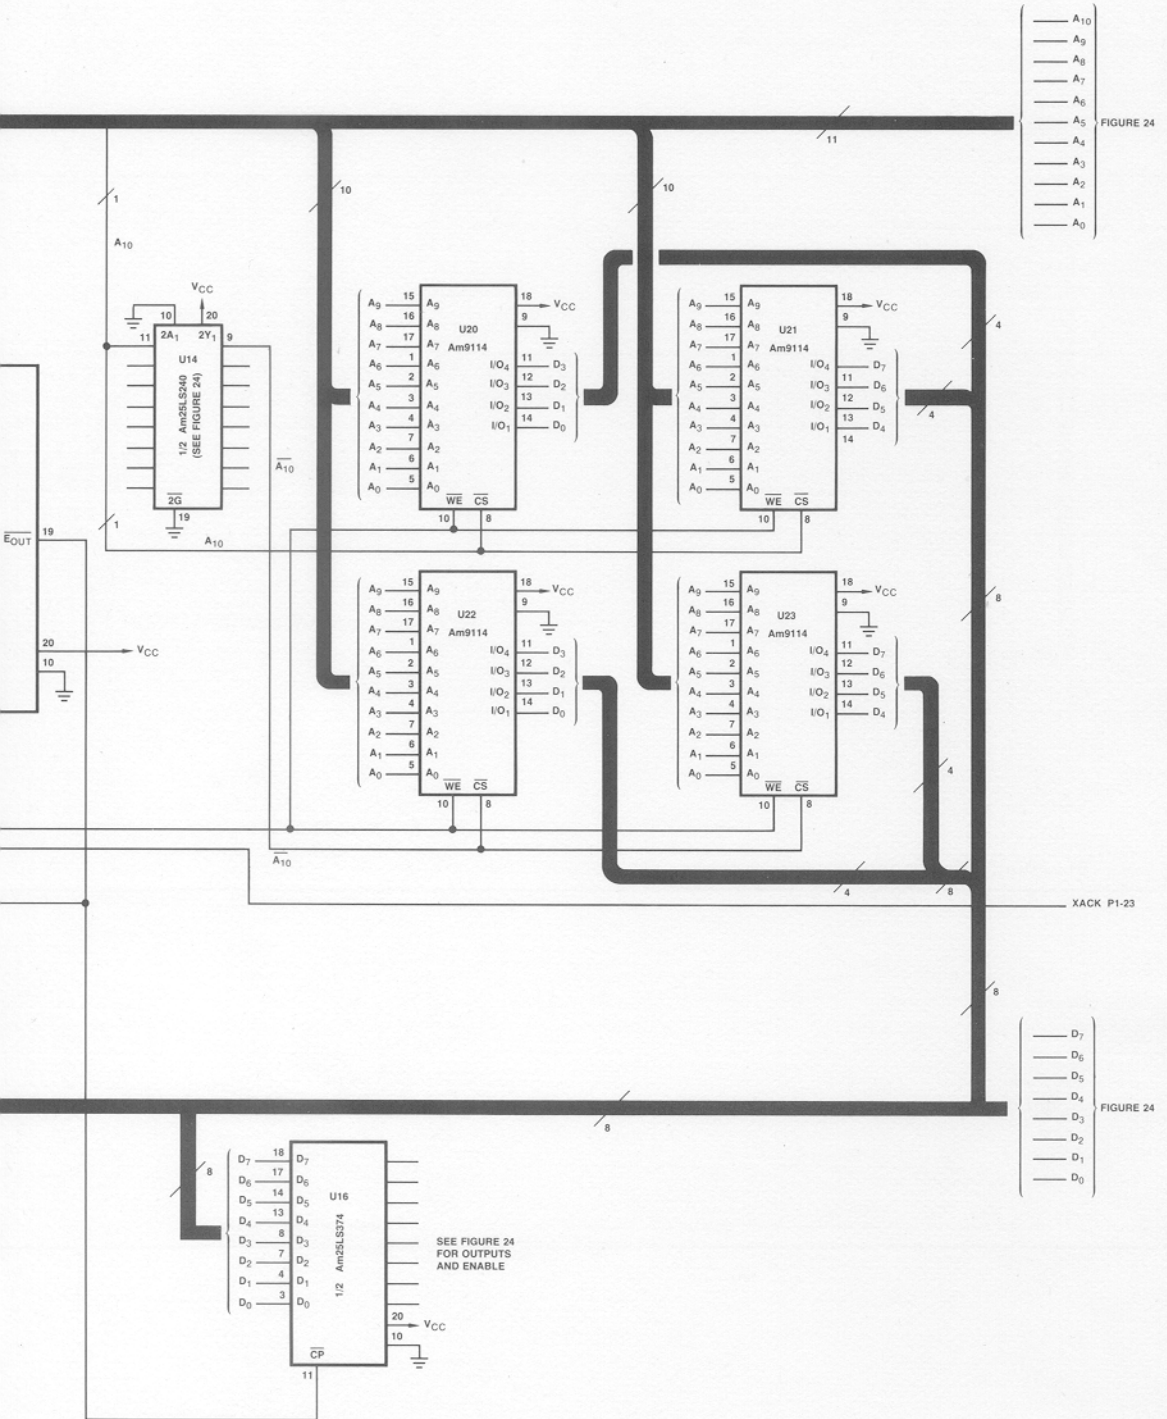 A10
A9
A8
A7
A6
A5
A4
A3
A2
A1
A0
FIGURE 24
11
1
10
10
A10
VCC
10 20
11 2A1 2Y1 9
U14
1/2 Am25LS240
(SEE FIGURE 24)
2G
19
A10
1
A10
A9 15 A9
A8 16 A8
A7 17 A7
A6 1 A6
A5 2 A5
A4 3 A4
A3 4 A3
A2 7 A2
A1 6 A1
A0 5 A0
U20
Am9114
18 VCC
9
I/O4 11 D3
I/O3 12 D2
I/O2 13 D1
I/O1 14 D0
WE CS
10 8
A9 15 A9
A8 16 A8
A7 17 A7
A6 1 A6
A5 2 A5
A4 3 A4
A3 4 A3
A2 7 A2
A1 6 A1
A0 5 A0
U21
Am9114
18 VCC
9
I/O4 D7
I/O3 11 D6
I/O2 12 D5
I/O1 13 D4
14
WE CS
10 8
4
4
8
EOUT 19
20 VCC
10
A9 15 A9
A8 16 A8
A7 17 A7
A6 1 A6
A5 2 A5
A4 3 A4
A3 4 A3
A2 7 A2
A1 6 A1
A0 5 A0
U22
Am9114
18 VCC
9
I/O4 11 D3
I/O3 12 D2
I/O2 13 D1
I/O1 14 D0
WE CS
10 8
A9 15 A9
A8 16 A8
A7 17 A7
A6 1 A6
A5 2 A5
A4 3 A4
A3 4 A3
A2 7 A2
A1 6 A1
A0 5 A0
U23
Am9114
18 VCC
9
I/O4 11 D7
I/O3 12 D6
I/O2 13 D5
I/O1 14 D4
WE CS
10 8
4
A10
4 8
XACK P1-23
8
D7
D6
D5
D4
D3
D2
D1
D0
FIGURE 24
8
8
D7 18 D7
D6 17 D6
D5 14 D5
D4 13 D4
D3 8 D3
D2 7 D2
D1 4 D1
D0 3 D0
U16
1/2 Am25LS374
SEE FIGURE 24
FOR OUTPUTS
AND ENABLE
20 VCC
10
CP
11